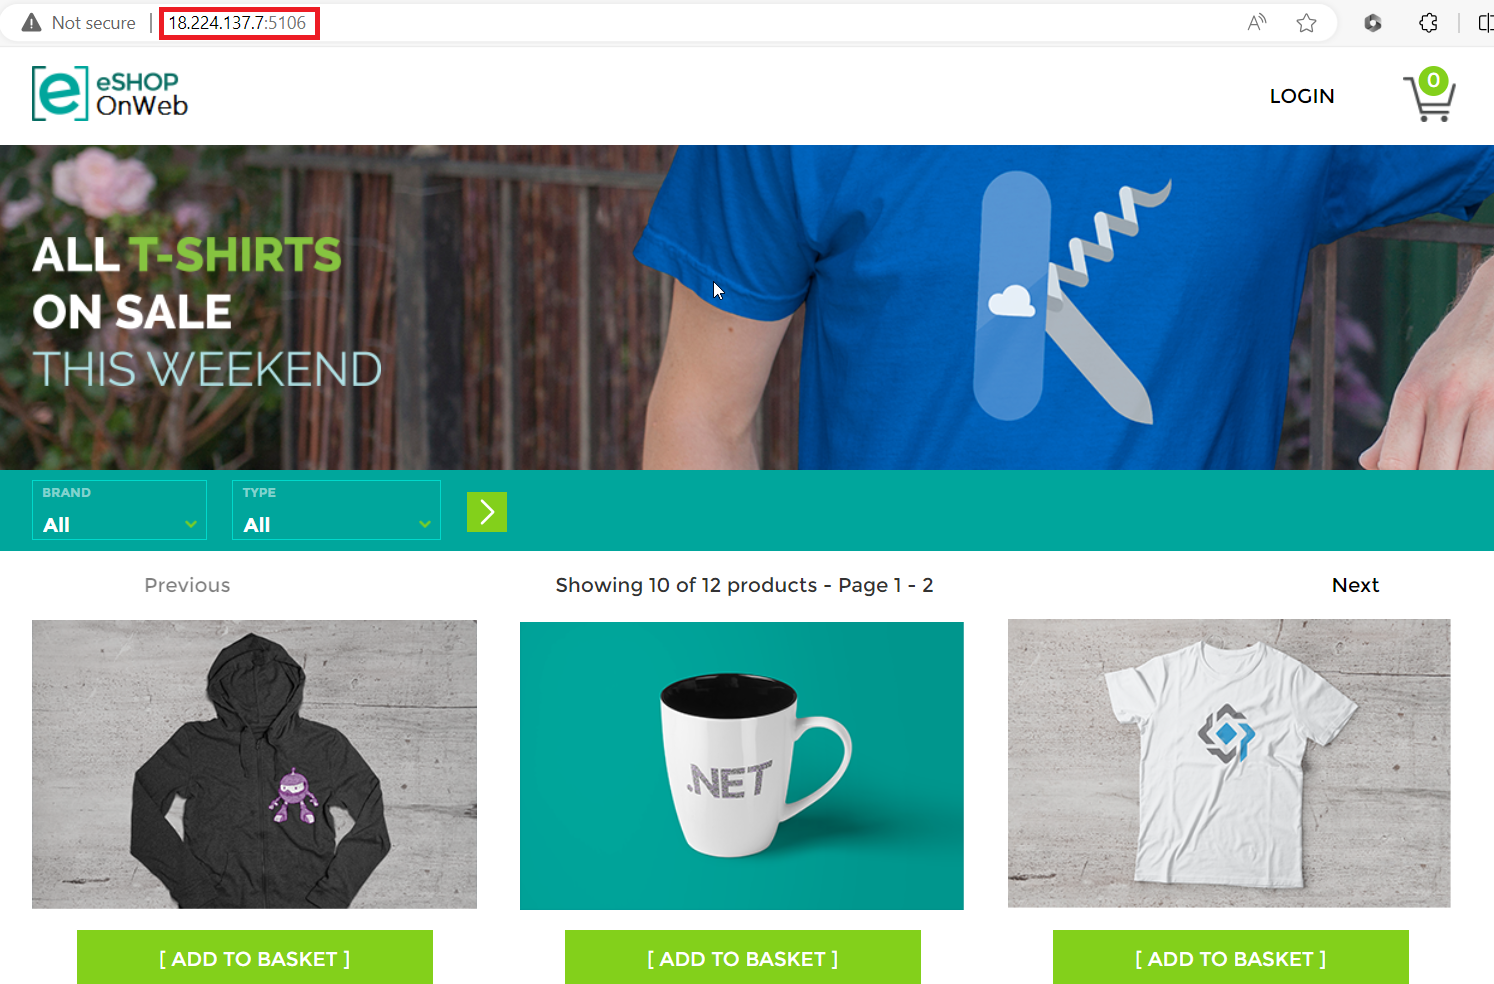 Not secure | 18.224.137.7:5106
[e] eSHOP
OnWeb
LOGIN
0
ALL T-SHIRTS
ON SALE
THIS WEEKEND
BRAND
All
TYPE
All
Previous
Showing 10 of 12 products - Page 1 - 2
Next
.NET
[ ADD TO BASKET ]
[ ADD TO BASKET ]
[ ADD TO BASKET ]